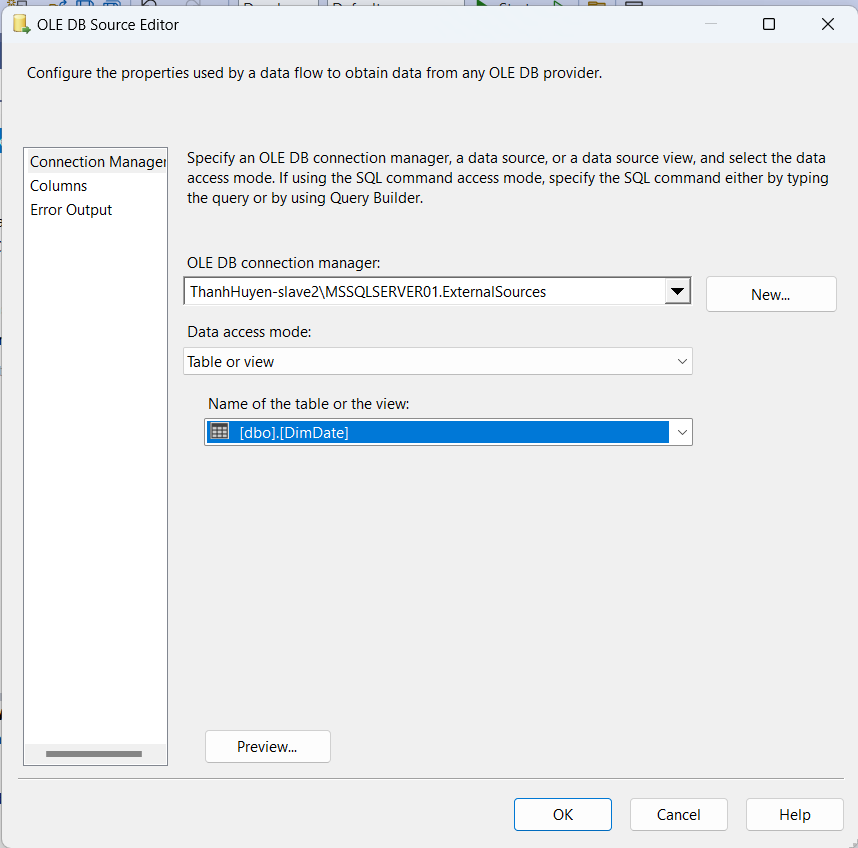 OLE DB Source Editor
Configure the properties used by a data flow to obtain data from any OLE DB provider.
Connection Manager
Columns
Error Output
Specify an OLE DB connection manager, a data source, or a data source view, and select the data
access mode. If using the SQL command access mode, specify the SQL command either by typing
the query or by using Query Builder.
OLE DB connection manager:
ThanhHuyen-slave2\MSSQLSERVER01.ExternalSources
New...
Data access mode:
Table or view
Name of the table or the view:
[dbo].[DimDate]
Preview...
OK
Cancel
Help